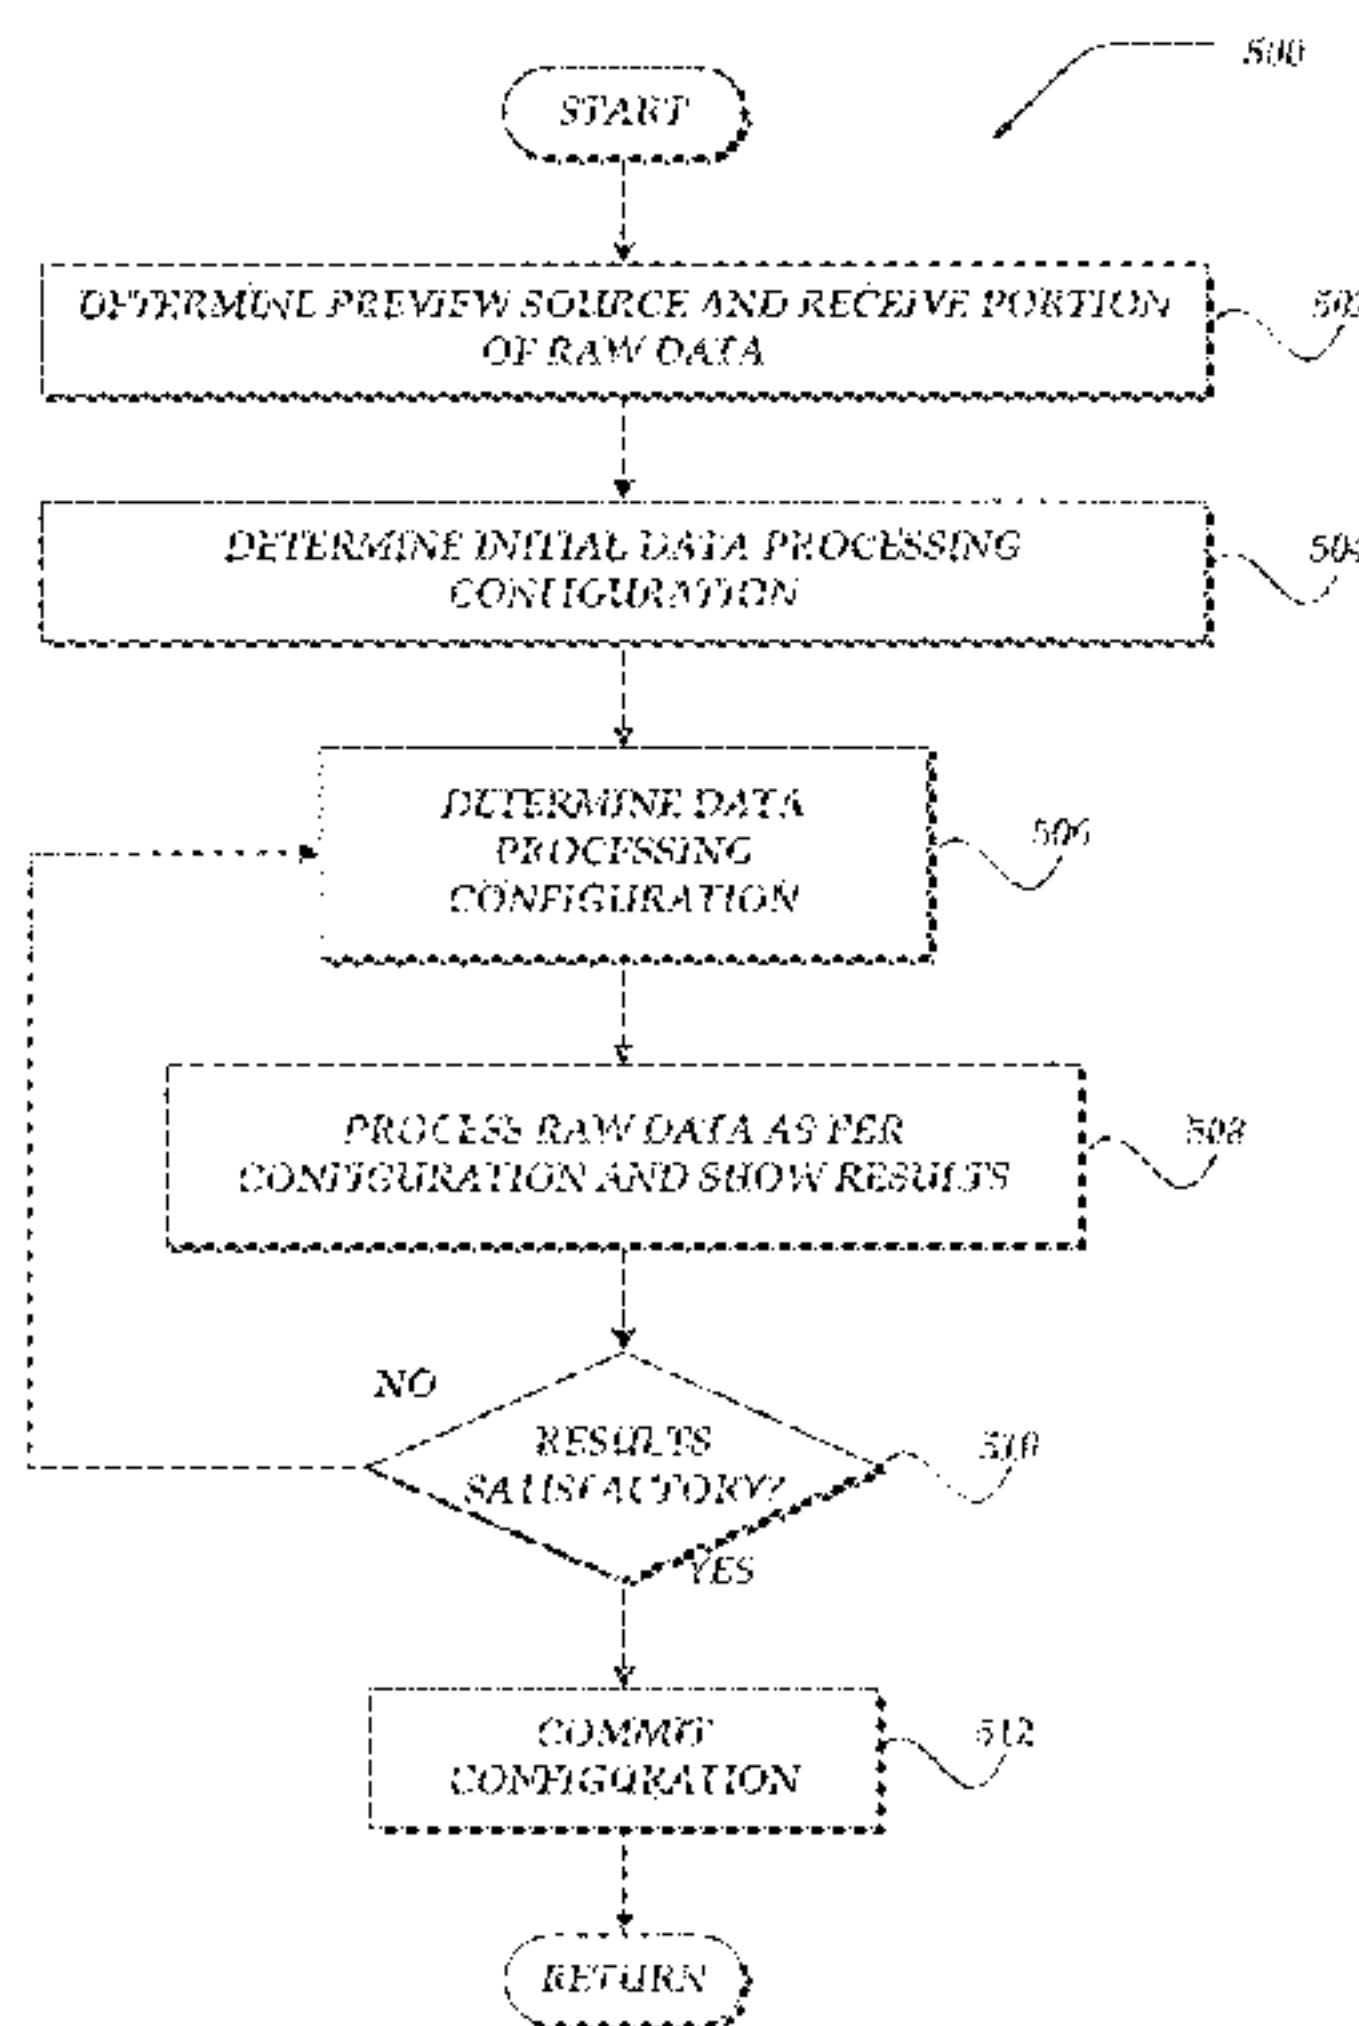 500
START
DETERMINE PREVIEW SOURCE AND RECEIVE PORTION
OF RAW DATA
DETERMINE INITIAL DATA PROCESSING
CONFIGURATION
504
DETERMINE DATA
PROCESSING
CONFIGURATION
506
PROCESS RAW DATA AS PER
CONFIGURATION AND SHOW RESULTS
508
NO
RESULTS
SATISFACTORY?
510
YES
COMMIT
CONFIGURATION
512
RETURN